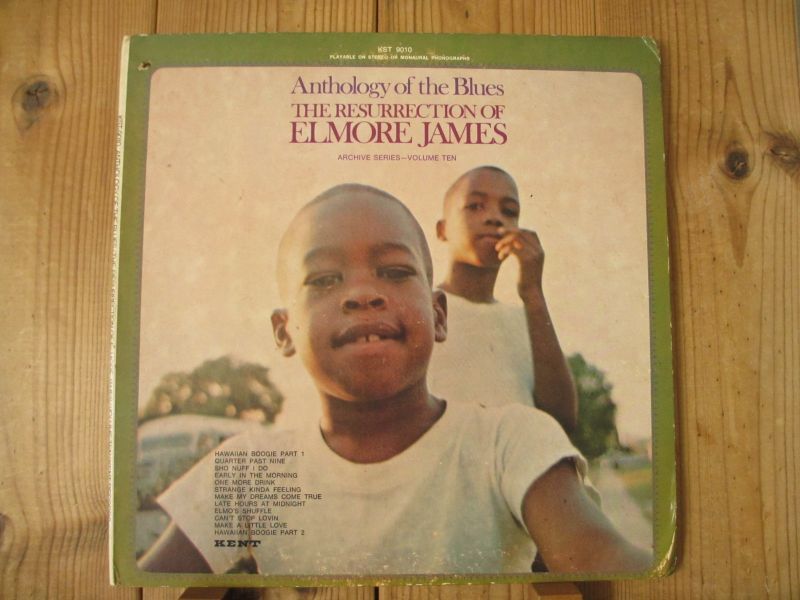 KST 9010
PLAYABLE ON STEREO OR MONAURAL PHONOGRAPHS
Anthology of the Blues
THE RESURRECTION OF
ELMORE JAMES
ARCHIVE SERIES—VOLUME TEN
HAWAIIAN BOOGIE PART 1
QUARTER PAST NINE
SHO NUFF I DO
EARLY IN THE MORNING
ONE MORE DRINK
STRANGE KINDA FEELING
MAKE MY DREAMS COME TRUE
LATE HOURS AT MIDNIGHT
ELMO'S SHUFFLE
CAN'T STOP LOVIN
MAKE A LITTLE LOVE
HAWAIIAN BOOGIE PART 2
KENT